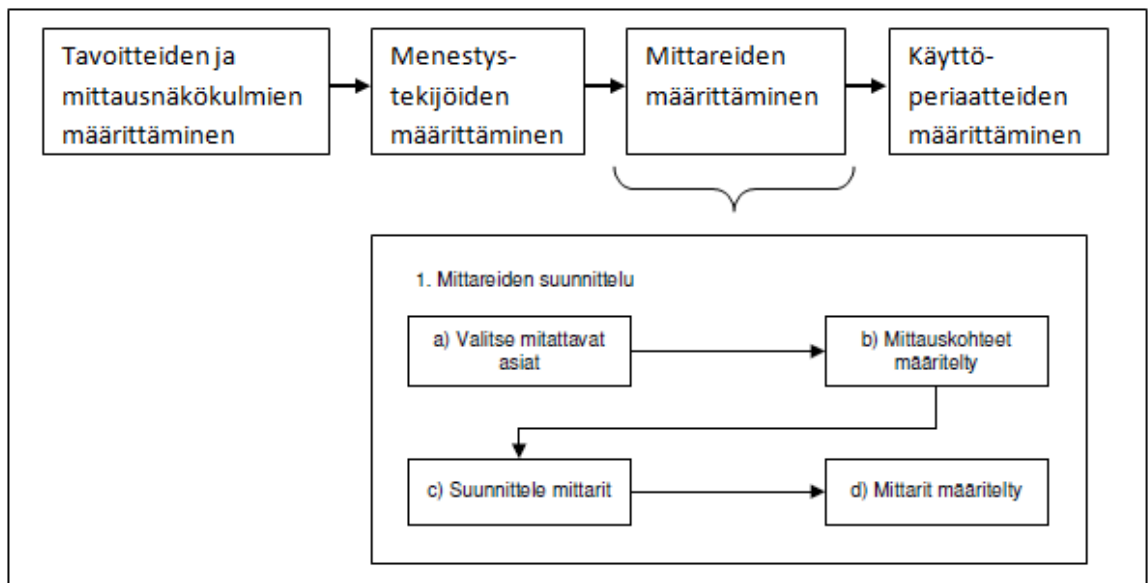 Tavoitteiden ja
mittausnäkökulmien
määrittäminen
Menestys-
tekijöiden
määrittäminen
Mittareiden
määrittäminen
Käyttö-
periaatteiden
määrittäminen
1. Mittareiden suunnittelu
a) Valitse mitattavat
asiat
b) Mittauskohteet
määritelty
c) Suunnittele mittarit
d) Mittarit määritelty